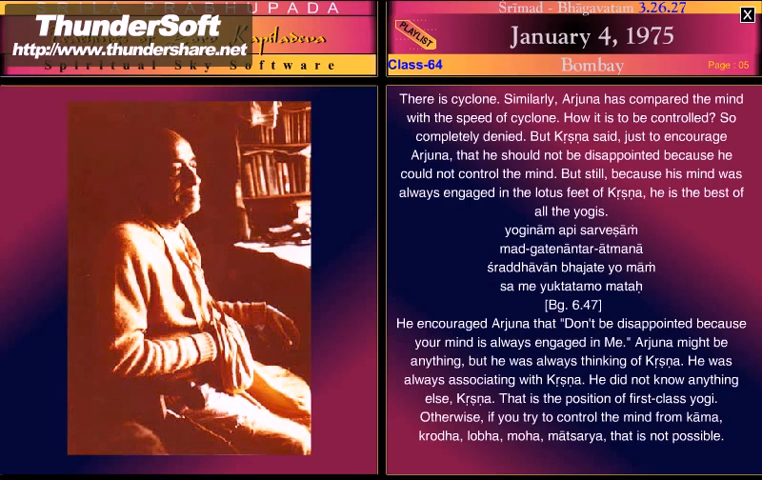 SRILA PRABHUPADA
ThunderSoft
http://www.thundershare.net
Kapiladeva
Spiritual Sky Software
Śrīmad - Bhāgavatam 3.26.27
X
PLAYLIST
January 4, 1975
Class-64
Bombay
Page : 05
There is cyclone. Similarly, Arjuna has compared the mind
with the speed of cyclone. How it is to be controlled? So
completely denied. But Kṛṣṇa said, just to encourage
Arjuna, that he should not be disappointed because he
could not control the mind. But still, because his mind was
always engaged in the lotus feet of Kṛṣṇa, he is the best of
all the yogis.
yoginām api sarveṣāṁ
mad-gatenāntar-ātmanā
śraddhāvān bhajate yo māṁ
sa me yuktatamo mataḥ
[Bg. 6.47]
He encouraged Arjuna that "Don't be disappointed because
your mind is always engaged in Me." Arjuna might be
anything, but he was always thinking of Kṛṣṇa. He was
always associating with Kṛṣṇa. He did not know anything
else, Kṛṣṇa. That is the position of first-class yogi.
Otherwise, if you try to control the mind from kāma,
krodha, lobha, moha, mātsarya, that is not possible.